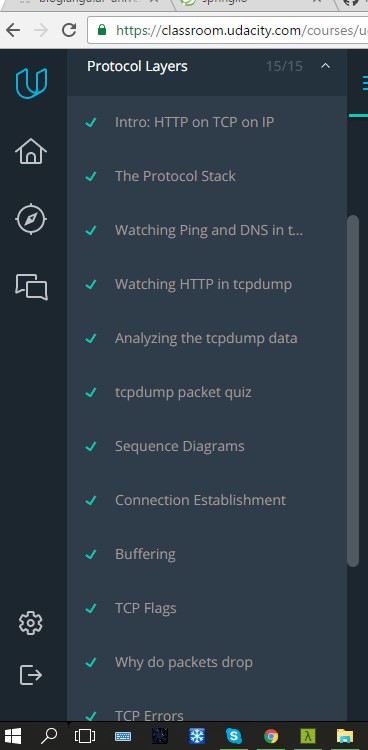 https://classroom.udacity.com/courses/u
Protocol Layers 15/15
Intro: HTTP on TCP on IP
The Protocol Stack
Watching Ping and DNS in t...
Watching HTTP in tcpdump
Analyzing the tcpdump data
tcpdump packet quiz
Sequence Diagrams
Connection Establishment
Buffering
TCP Flags
Why do packets drop
TCP Errors